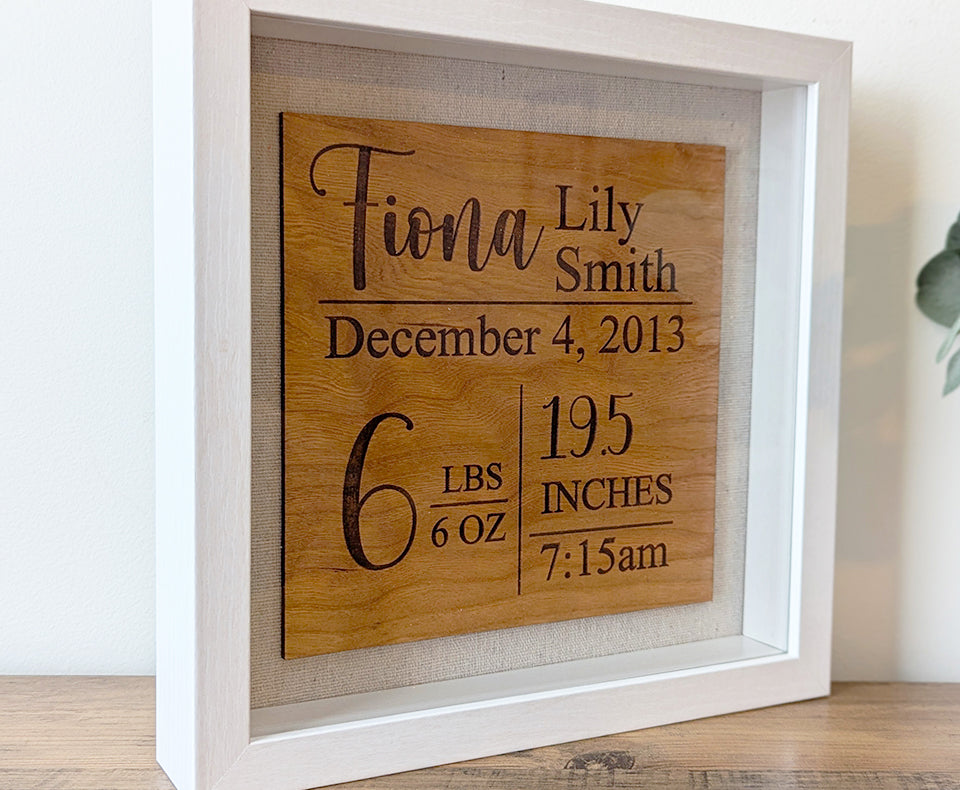 Fiona Lily
Smith
December 4, 2013
6 LBS
6 OZ
19.5
INCHES
7:15am